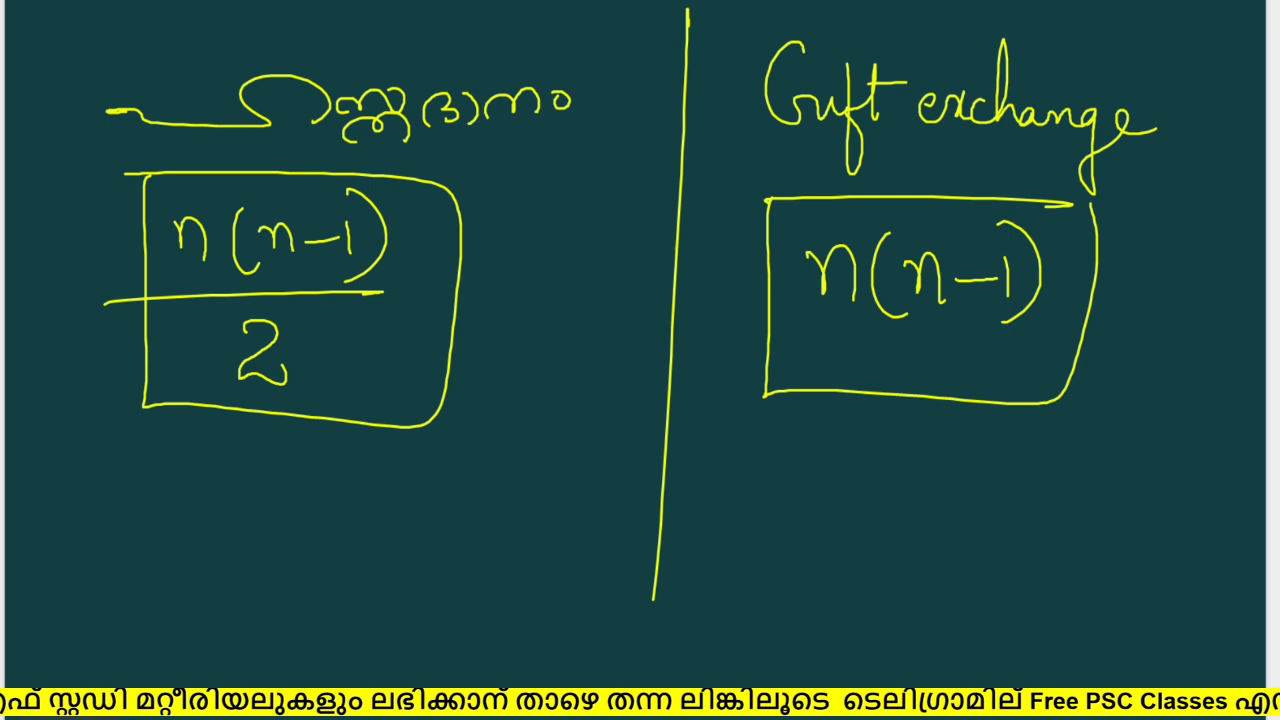 ഹസ്തദാനം
n(n-1)
2
Gift exchange
n(n-1)
സ്റ്റഡി മറ്റീരിയലുകളും ലഭിക്കാന് താഴെ തന്ന ലിങ്കിലൂടെ ടെലിഗ്രാമില് Free PSC Classes